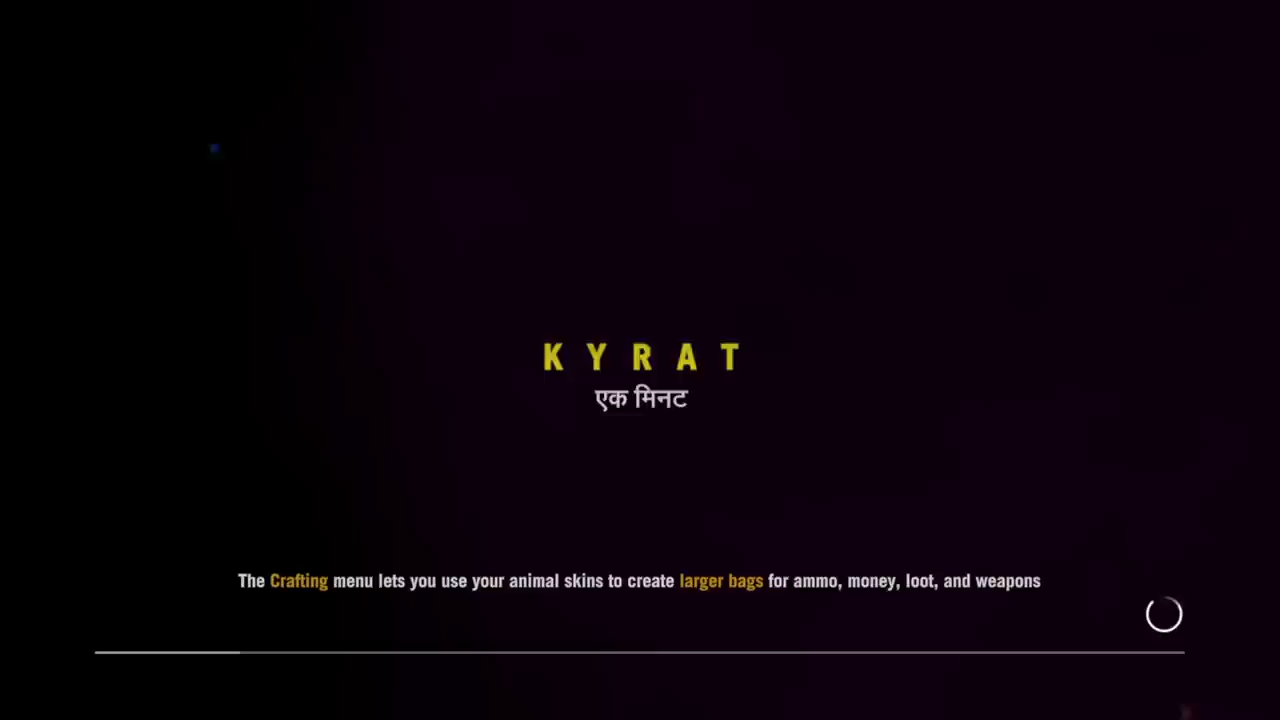 KYRAT
एक मिनट
The Crafting menu lets you use your animal skins to create larger bags for ammo, money, loot, and weapons